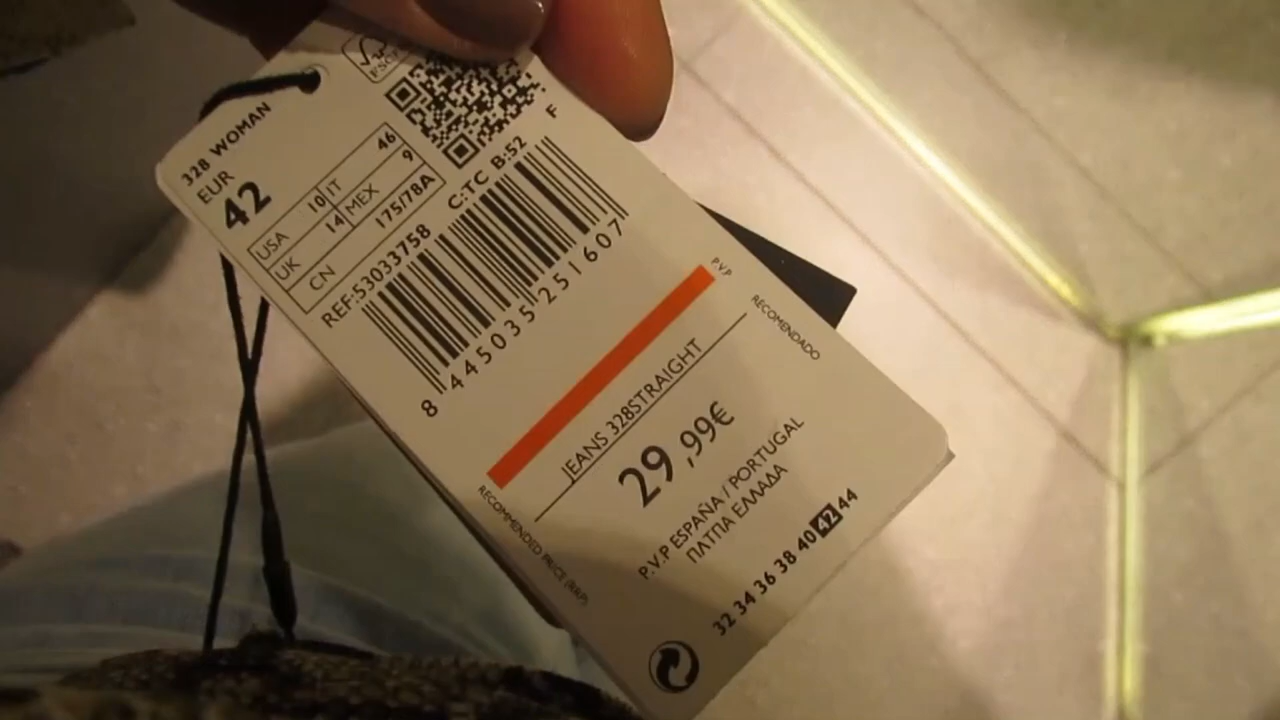 328 WOMAN
EUR
42
USA 10 IT 46
UK 14 MEX 9
CN 175/78A
REF:53033758 C:TC B:52 F
8 445035 251607
P.V.P RECOMENDADO
JEANS 328STRAIGHT
29,99€
RECOMMENDED PRICE (RRP)
P.V.P ESPAÑA / PORTUGAL
ΠΛΤΠΑ ΕΛΛΑΔΑ
32 34 36 38 40 42 44